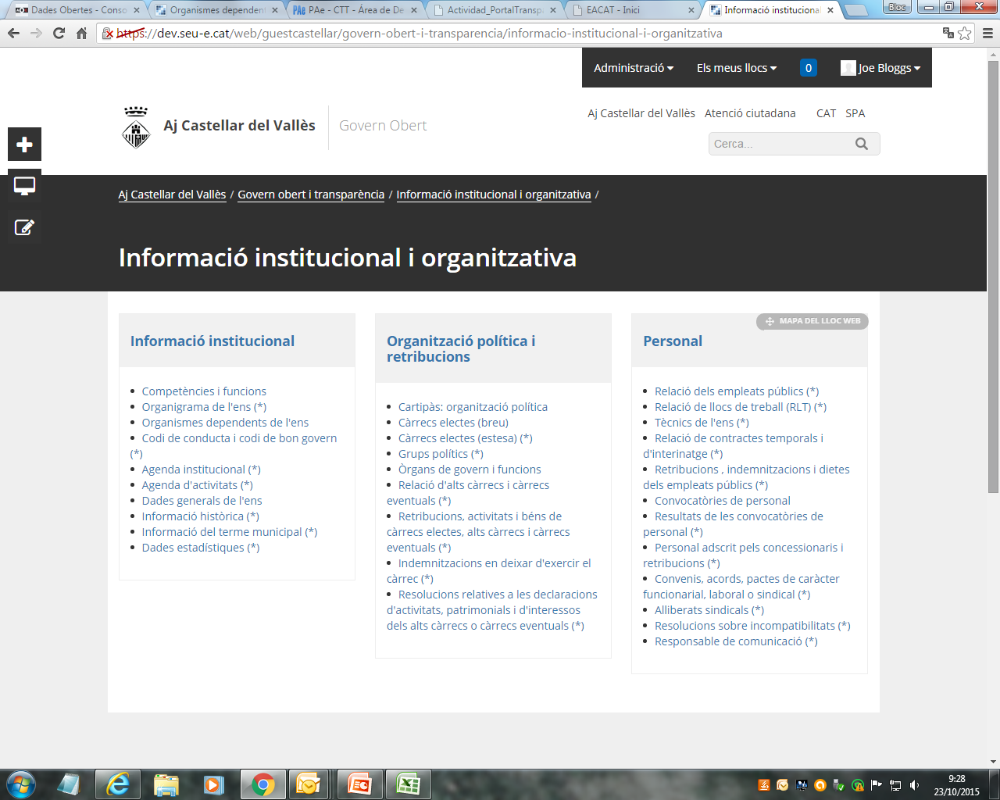 Dades Obertes - Conso
Organismes dependent
PAe - CTT - Área de De
Actividad_PortalTransp
EACAT - Inici
Informació institucional
Bloc
https://dev.seu-e.cat/web/guestcastellar/govern-obert-i-transparencia/informacio-institucional-i-organitzativa
Administració
Els meus llocs
0
Joe Bloggs
Aj Castellar del Vallès
Govern Obert
Aj Castellar del Vallès Atenció ciutadana CAT SPA
Cerca...
Aj Castellar del Vallès / Govern obert i transparència / Informació institucional i organitzativa /
Informació institucional i organitzativa
MAPA DEL LLOC WEB
Informació institucional
Competències i funcions
Organigrama de l'ens (*)
Organismes dependents de l'ens
Codi de conducta i codi de bon govern
(*)
Agenda institucional (*)
Agenda d'activitats (*)
Dades generals de l'ens
Informació històrica (*)
Informació del terme municipal (*)
Dades estadístiques (*)
Organització política i
retribucions
Cartipàs: organització política
Càrrecs electes (breu)
Càrrecs electes (estesa) (*)
Grups polítics (*)
Òrgans de govern i funcions
Relació d'alts càrrecs i càrrecs
eventuals (*)
Retribucions, activitats i béns de
càrrecs electes, alts càrrecs i càrrecs
eventuals (*)
Indemnitzacions en deixar d'exercir el
càrrec (*)
Resolucions relatives a les declaracions
d'activitats, patrimonials i d'interessos
dels alts càrrecs o càrrecs eventuals (*)
Personal
Relació dels empleats públics (*)
Relació de llocs de treball (RLT) (*)
Tècnics de l'ens (*)
Relació de contractes temporals i
d'interinatge (*)
Retribucions , indemnitzacions i dietes
dels empleats públics (*)
Convocatòries de personal
Resultats de les convocatòries de
personal (*)
Personal adscrit pels concessionaris i
retribucions (*)
Convenis, acords, pactes de caràcter
funcionarial, laboral o sindical (*)
Alliberats sindicals (*)
Resolucions sobre incompatibilitats (*)
Responsable de comunicació (*)
9:28
23/10/2015